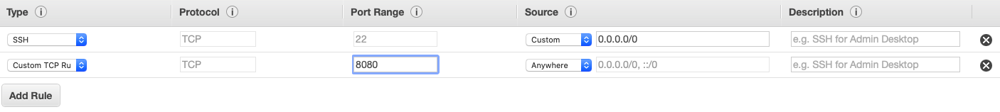 Type i Protocol i Port Range i Source i Description i
SSH TCP 22 Custom 0.0.0.0/0 e.g. SSH for Admin Desktop
Custom TCP Ru TCP 8080 Anywhere 0.0.0.0/0, ::/0 e.g. SSH for Admin Desktop
Add Rule